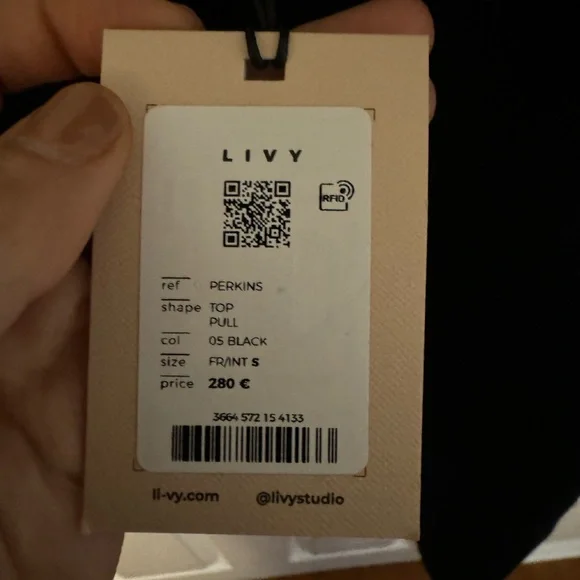 LIVY
RFID
ref PERKINS
shape TOP
PULL
col 05 BLACK
size FR/INT S
price 280 €
3664 572 15 4133
li-vy.com @livystudio